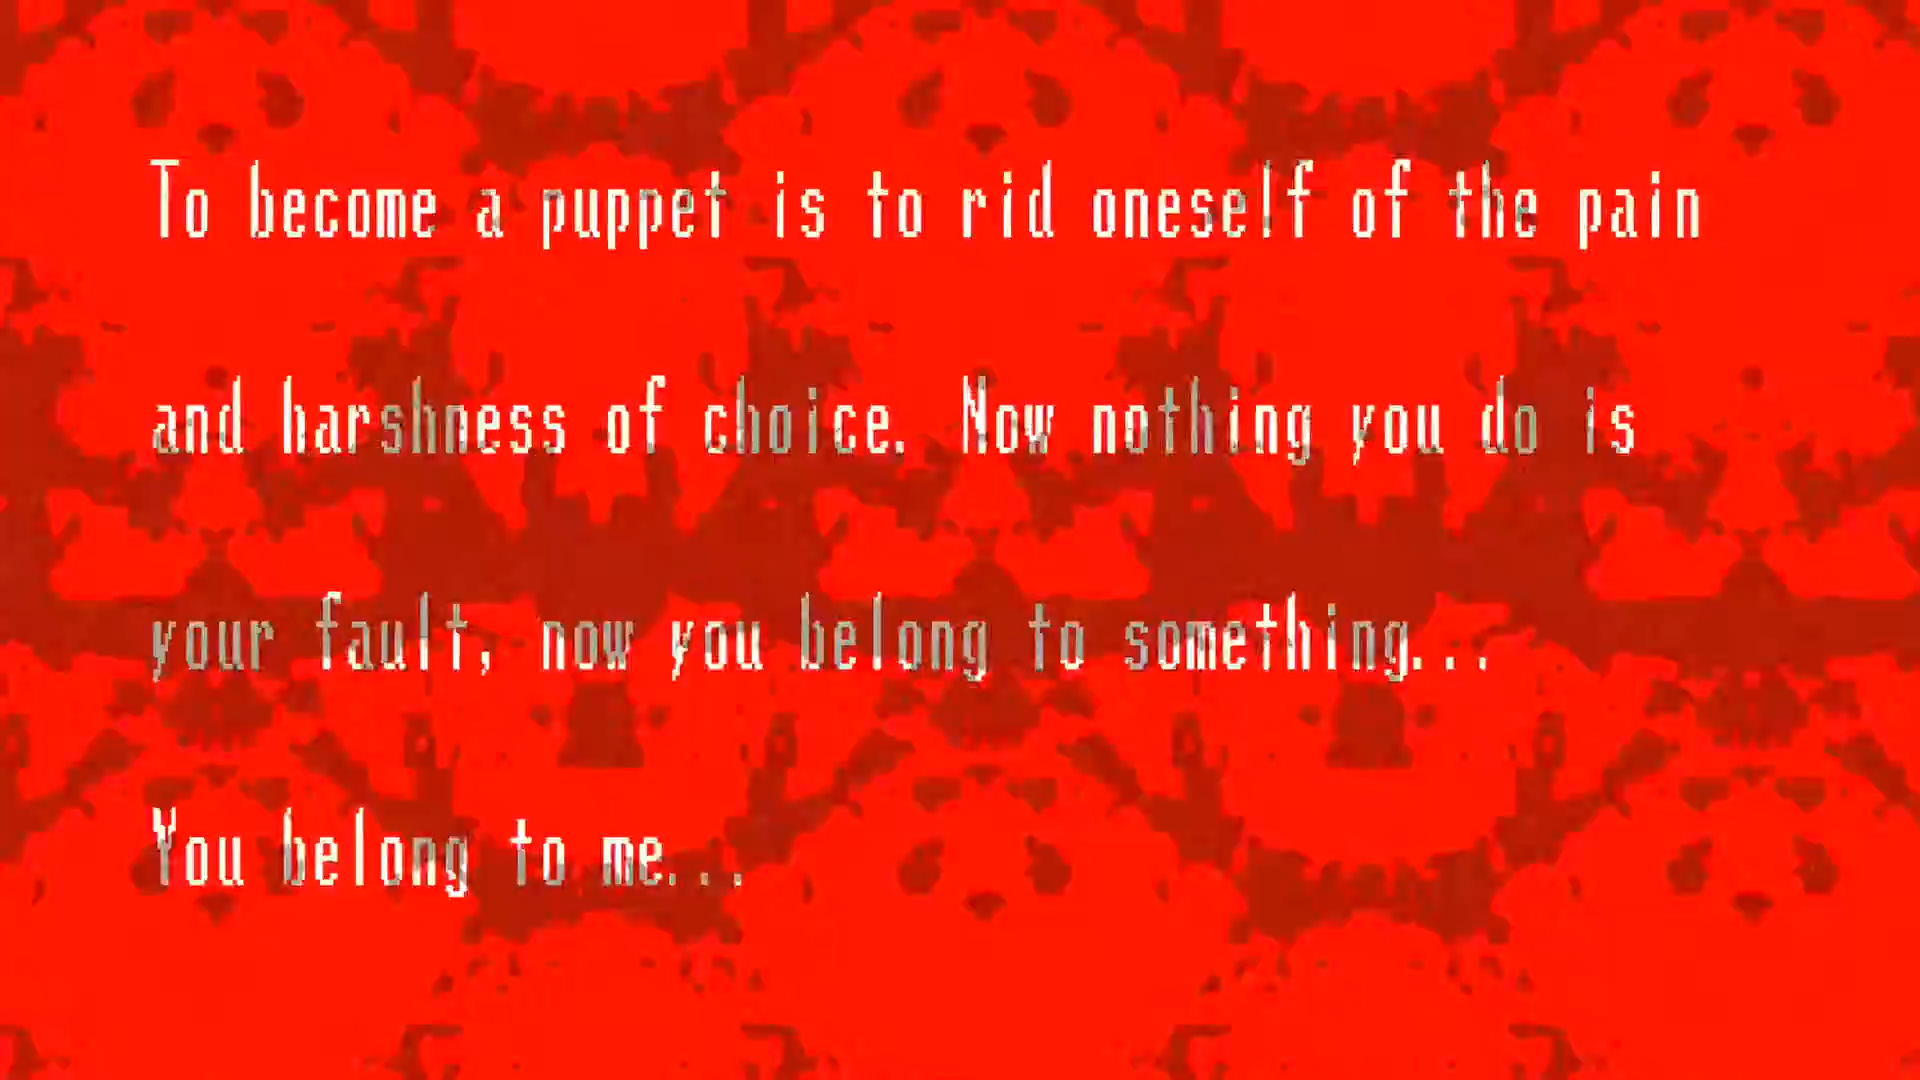 To become a puppet is to rid oneself of the pain
and harshness of choice. Now nothing you do is
your fault, now you belong to something...
You belong to me...